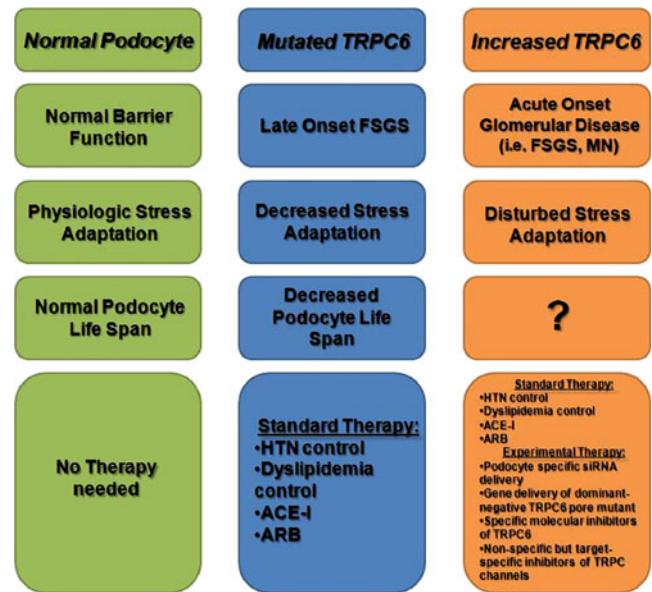 Normal Podocyte
Mutated TRPC6
Increased TRPC6
Normal Barrier
Function
Late Onset FSGS
Acute Onset
Glomerular Disease
(i.e. FSGS, MN)
Physiologic Stress
Adaptation
Decreased Stress
Adaptation
Disturbed Stress
Adaptation
Normal Podocyte
Life Span
Decreased
Podocyte Life
Span
?
No Therapy
needed
Standard Therapy:
•HTN control
•Dyslipidemia
control
•ACE-I
•ARB
Standard Therapy:
•HTN control
•Dyslipidemia control
•ACE-I
•ARB
Experimental Therapy:
•Podocyte specific siRNA
delivery
•Gene delivery of dominant-
negative TRPC6 pore mutant
•Specific molecular inhibitors
of TRPC6
•Non-specific but target-
specific inhibitors of TRPC
channels